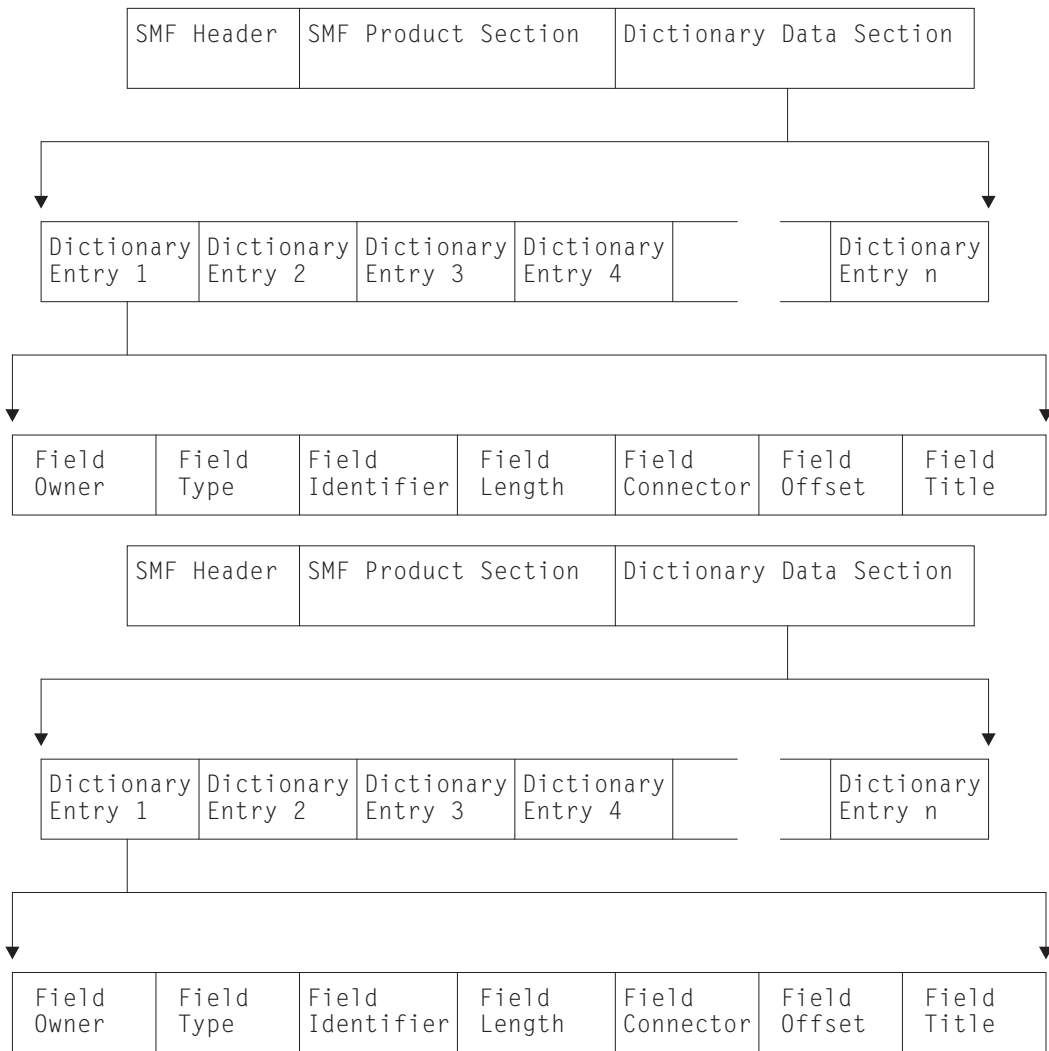 SMF Header SMF Product Section Dictionary Data Section
Dictionary Dictionary Dictionary Dictionary Dictionary
Entry 1 Entry 2 Entry 3 Entry 4 Entry n
Field Field Field Field Field Field Field
Owner Type Identifier Length Connector Offset Title
SMF Header SMF Product Section Dictionary Data Section
Dictionary Dictionary Dictionary Dictionary Dictionary
Entry 1 Entry 2 Entry 3 Entry 4 Entry n
Field Field Field Field Field Field Field
Owner Type Identifier Length Connector Offset Title